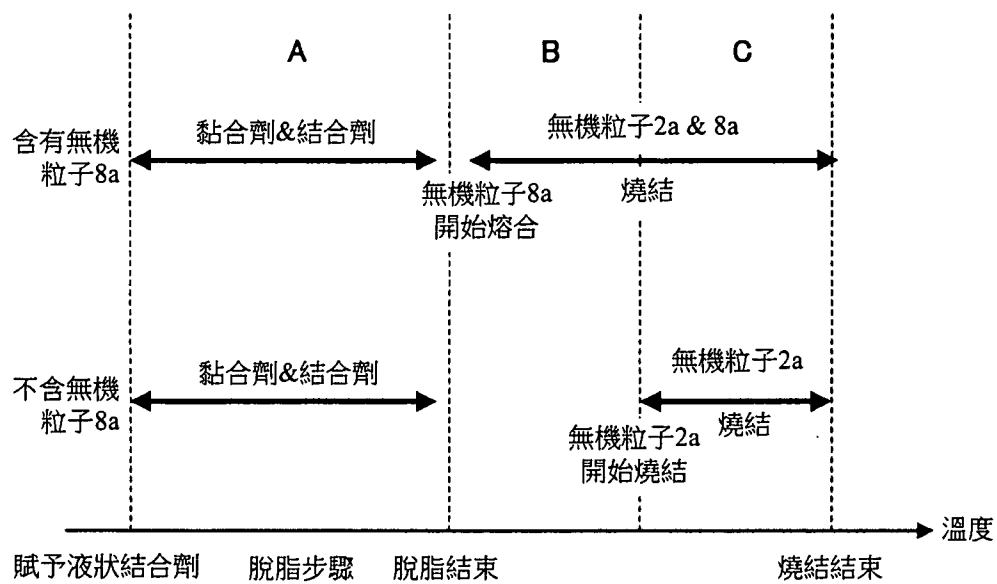 A
B
C
含有無機
粒子8a
黏合劑&結合劑
無機粒子2a & 8a
無機粒子8a
開始熔合
燒結
不含無機
粒子8a
黏合劑&結合劑
無機粒子2a
無機粒子2a
開始燒結
燒結
溫度
賦予液狀結合劑
脫脂步驟
脫脂結束
燒結結束